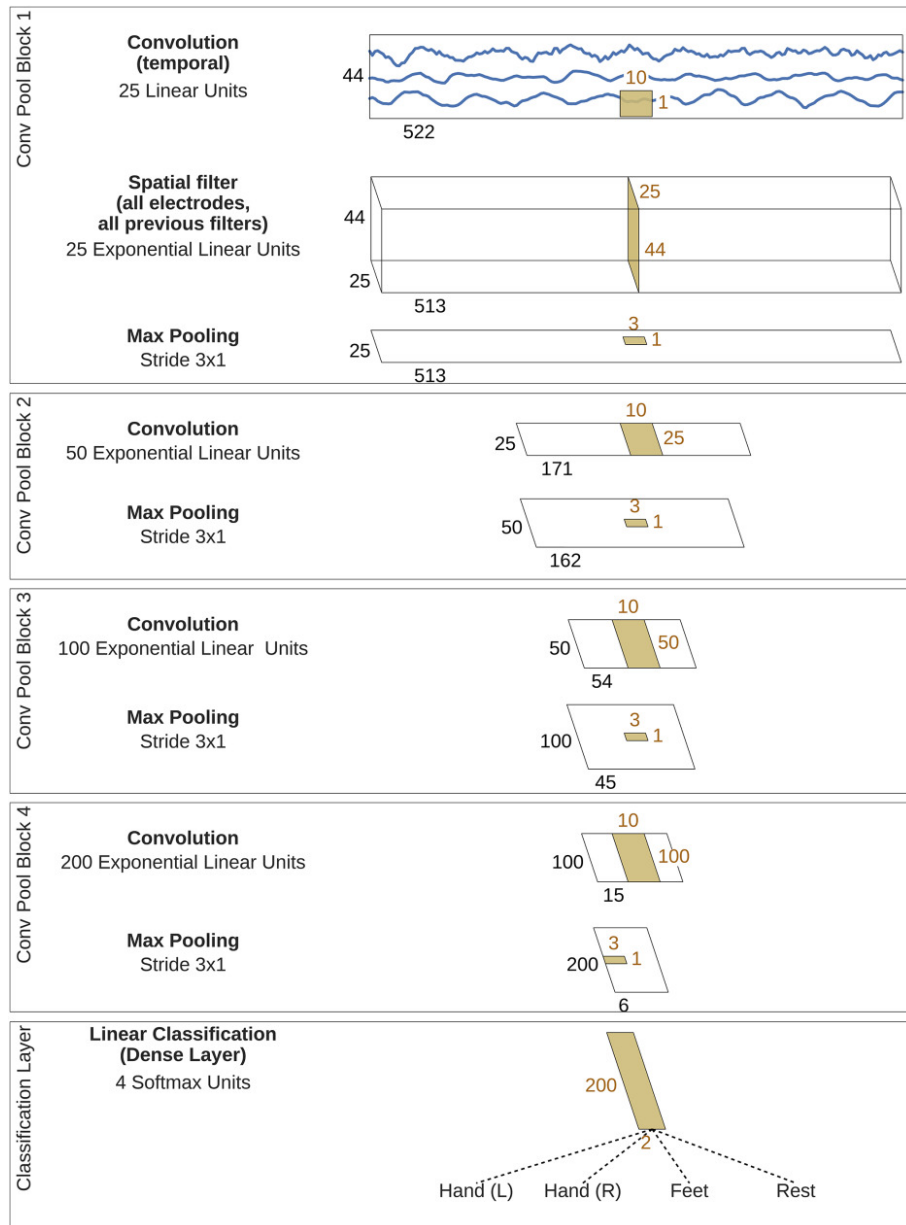 Conv Pool Block 1
Convolution
(temporal)
25 Linear Units
44
10
1
522
Spatial filter
(all electrodes,
all previous filters)
25 Exponential Linear Units
44
25
25
44
513
Max Pooling
Stride 3x1
25
3
1
513
Conv Pool Block 2
Convolution
50 Exponential Linear Units
10
25
25
171
Max Pooling
Stride 3x1
3
50
1
162
Conv Pool Block 3
Convolution
100 Exponential Linear  Units
10
50
50
54
Max Pooling
Stride 3x1
3
100
1
45
Conv Pool Block 4
Convolution
200 Exponential Linear Units
10
100
100
15
Max Pooling
Stride 3x1
3
200
1
6
Classification Layer
Linear Classification
(Dense Layer)
4 Softmax Units
200
2
Hand (L)
Hand (R)
Feet
Rest